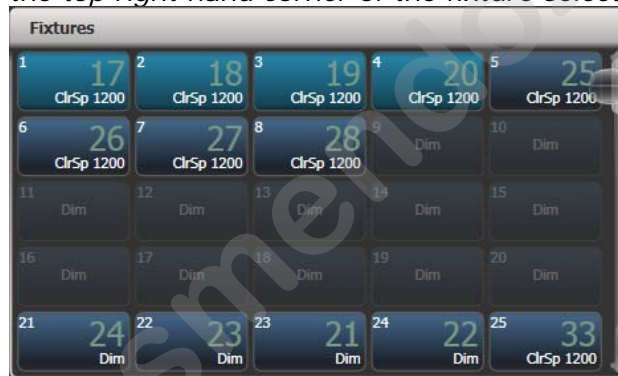 the top right hand corner of the fixture select
Fixtures
1 17 ClrSp 1200
2 18 ClrSp 1200
3 19 ClrSp 1200
4 20 ClrSp 1200
5 25 ClrSp 1200
6 26 ClrSp 1200
7 27 ClrSp 1200
8 28 ClrSp 1200
9 Dim
10 Dim
11 Dim
12 Dim
13 Dim
14 Dim
15 Dim
16 Dim
17 Dim
18 Dim
19 Dim
20 Dim
21 24 Dim
22 23 Dim
23 21 Dim
24 22 Dim
25 33 ClrSp 1200